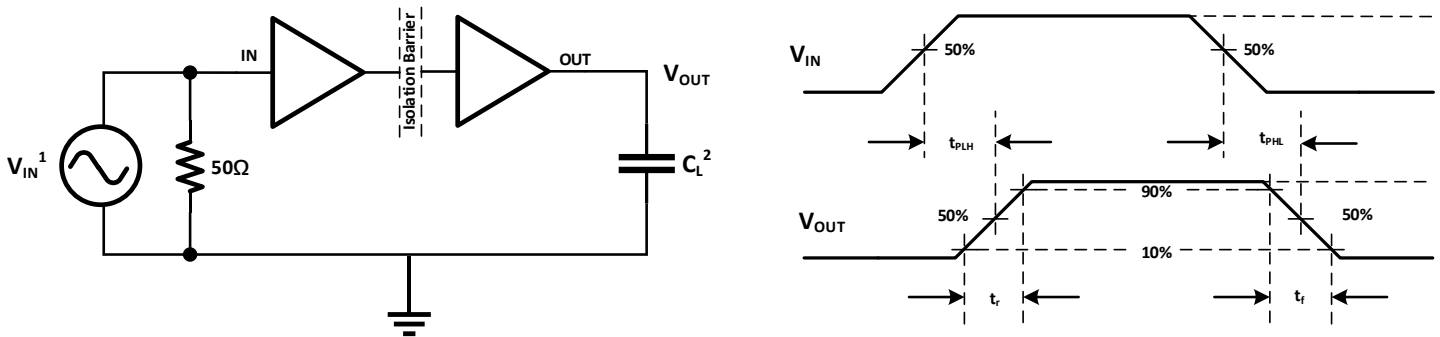 V_IN^1
50Ω
IN
Isolation Barrier
OUT
V_OUT
C_L^2
V_IN
50%
50%
t_PLH
t_PHL
V_OUT
50%
90%
50%
10%
t_r
t_f